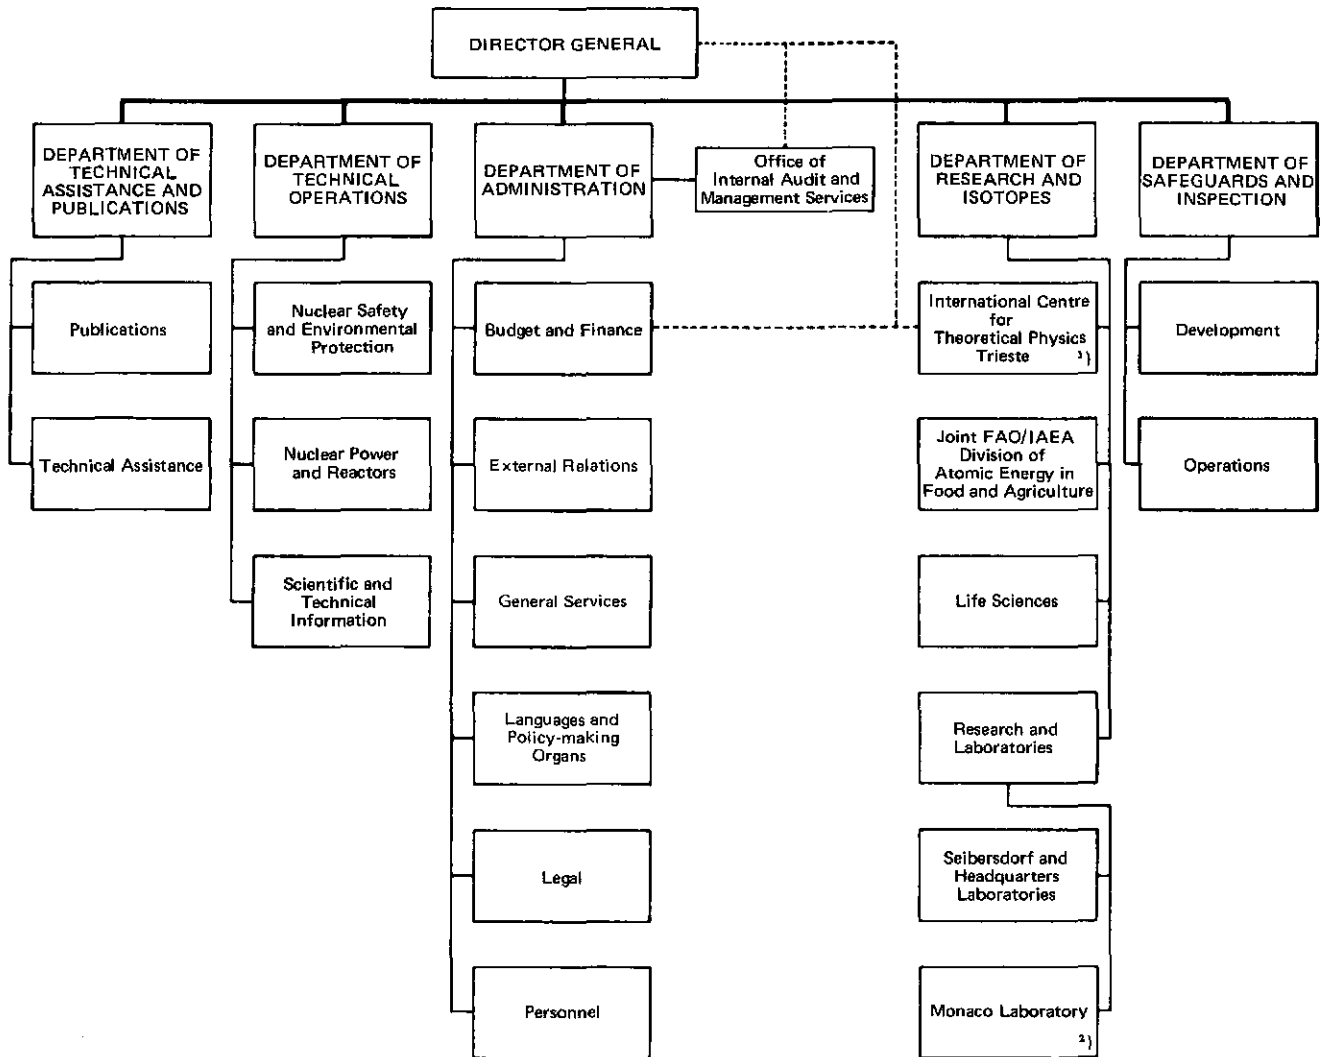 DIRECTOR GENERAL
DEPARTMENT OF
TECHNICAL
ASSISTANCE AND
PUBLICATIONS
DEPARTMENT OF
TECHNICAL
OPERATIONS
DEPARTMENT OF
ADMINISTRATION
Office of
Internal Audit and
Management Services
DEPARTMENT OF
RESEARCH AND
ISOTOPES
DEPARTMENT OF
SAFEGUARDS AND
INSPECTION
Publications
Technical Assistance
Nuclear Safety
and Environmental
Protection
Nuclear Power
and Reactors
Scientific and
Technical
Information
Budget and Finance
External Relations
General Services
Languages and
Policy-making
Organs
Legal
Personnel
International Centre
for
Theoretical Physics
Trieste
1)
Joint FAO/IAEA
Division of
Atomic Energy in
Food and Agriculture
Life Sciences
Research and
Laboratories
Seibersdorf and
Headquarters
Laboratories
Monaco Laboratory
2)
Development
Operations